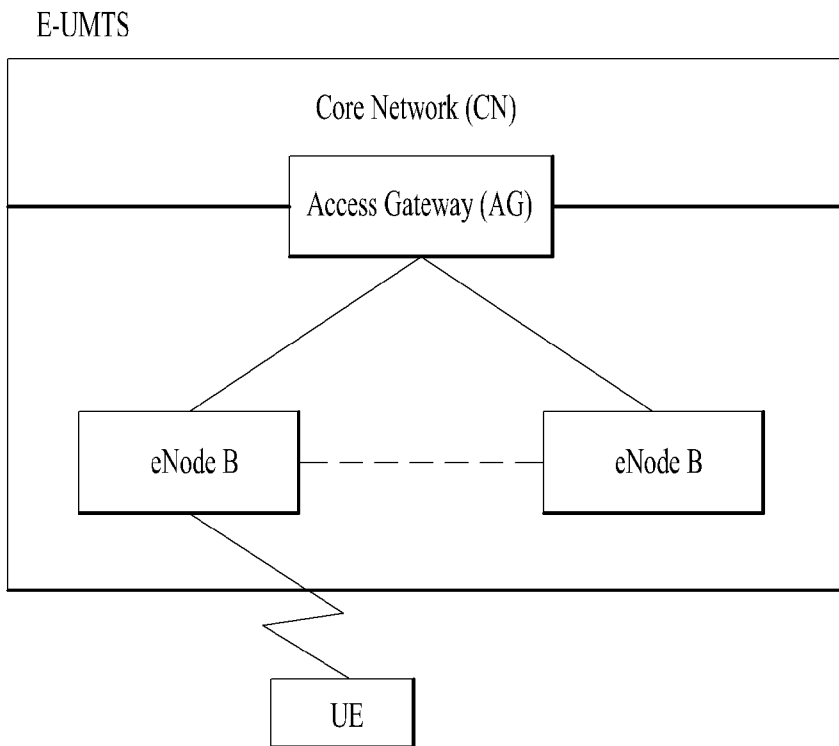 E-UMTS
Core Network (CN)
Access Gateway (AG)
eNode B
eNode B
UE